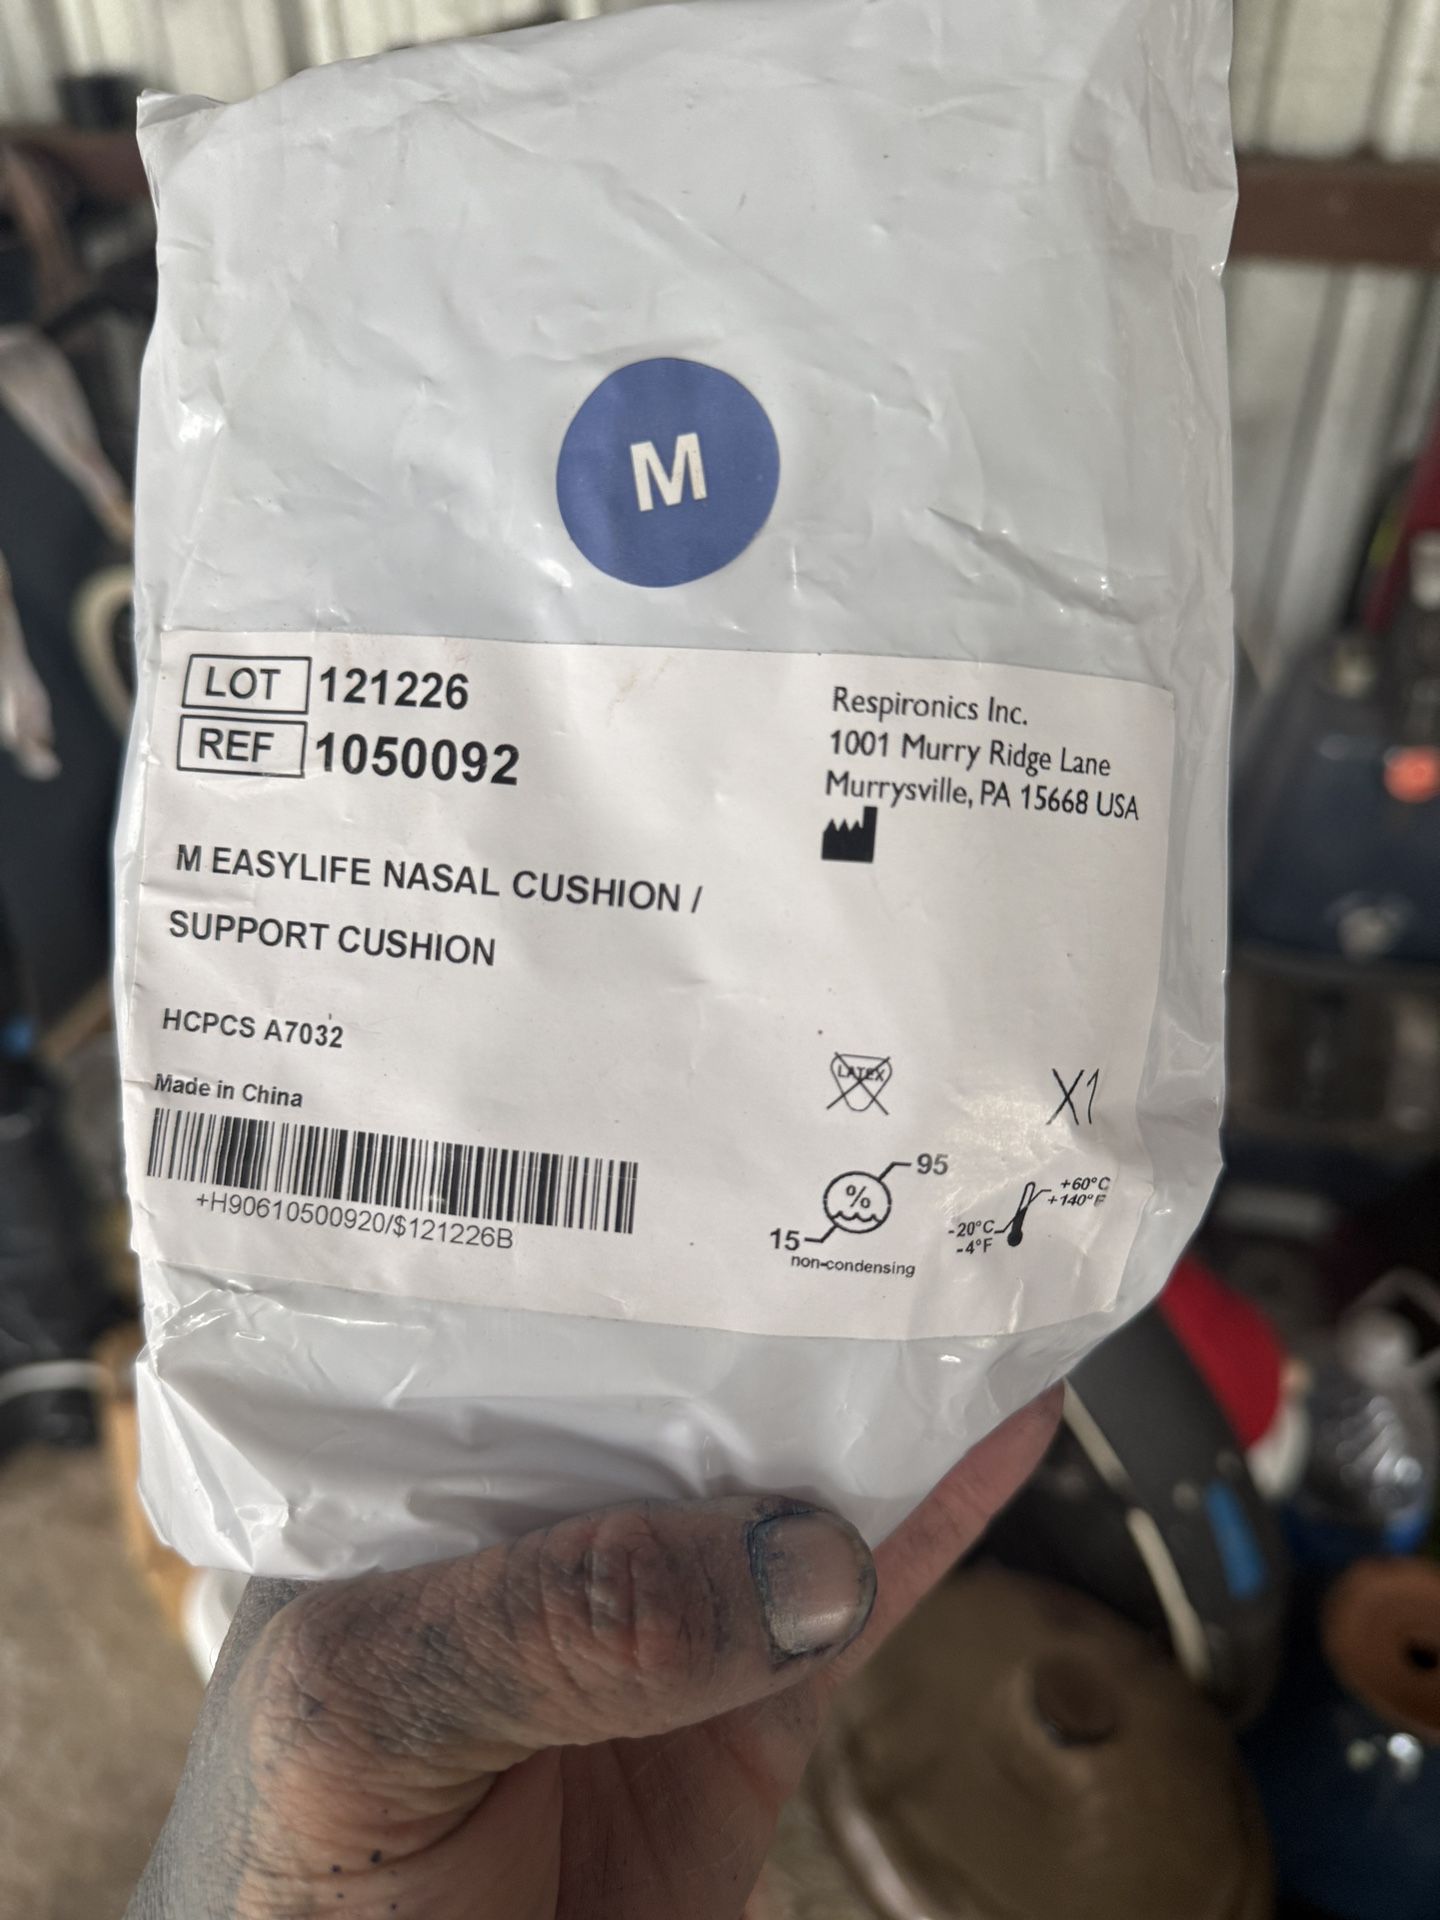 M
LOT 121226
REF 1050092
M EASYLIFE NASAL CUSHION /
SUPPORT CUSHION
HCPCS A7032
Made in China
+H90610500920/$121226B
Respironics Inc.
1001 Murry Ridge Lane
Murrysville, PA 15668 USA
LATEX
X1
95
%
15
non-condensing
+60°C
+140°F
-20°C
-4°F